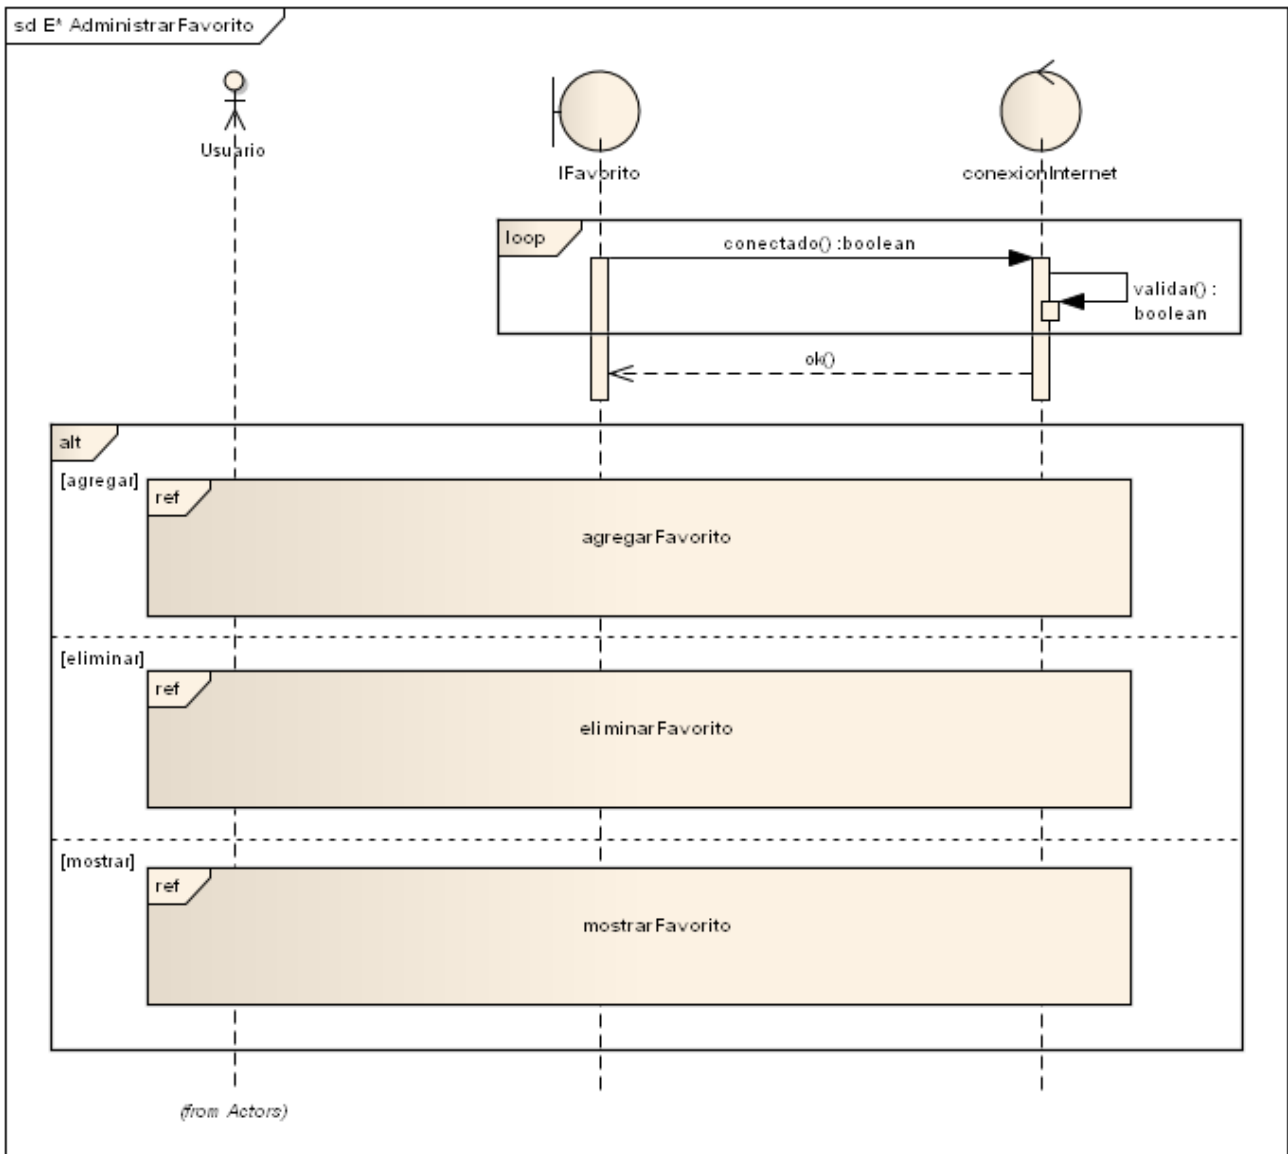 sd E* AdministrarFavorito
Usuario
IFavorito
conexionInternet
loop
conectado() :boolean
validar() :
boolean
ok()
alt
[agregar]
ref
agregarFavorito
[eliminar]
ref
eliminarFavorito
[mostrar]
ref
mostrarFavorito
(from Actors)